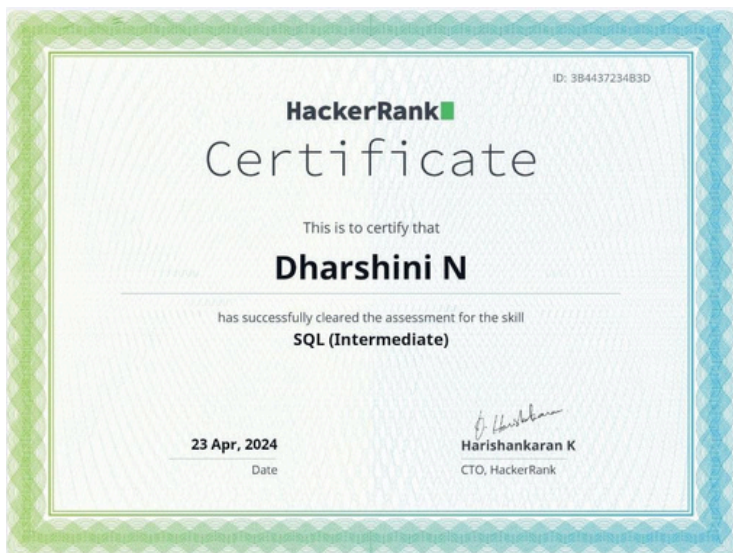 ID: 3B4437234B3D
HackerRank
Certificate
This is to certify that
Dharshini N
has successfully cleared the assessment for the skill
SQL (Intermediate)
23 Apr, 2024
Date
Harishankaran K
CTO, HackerRank